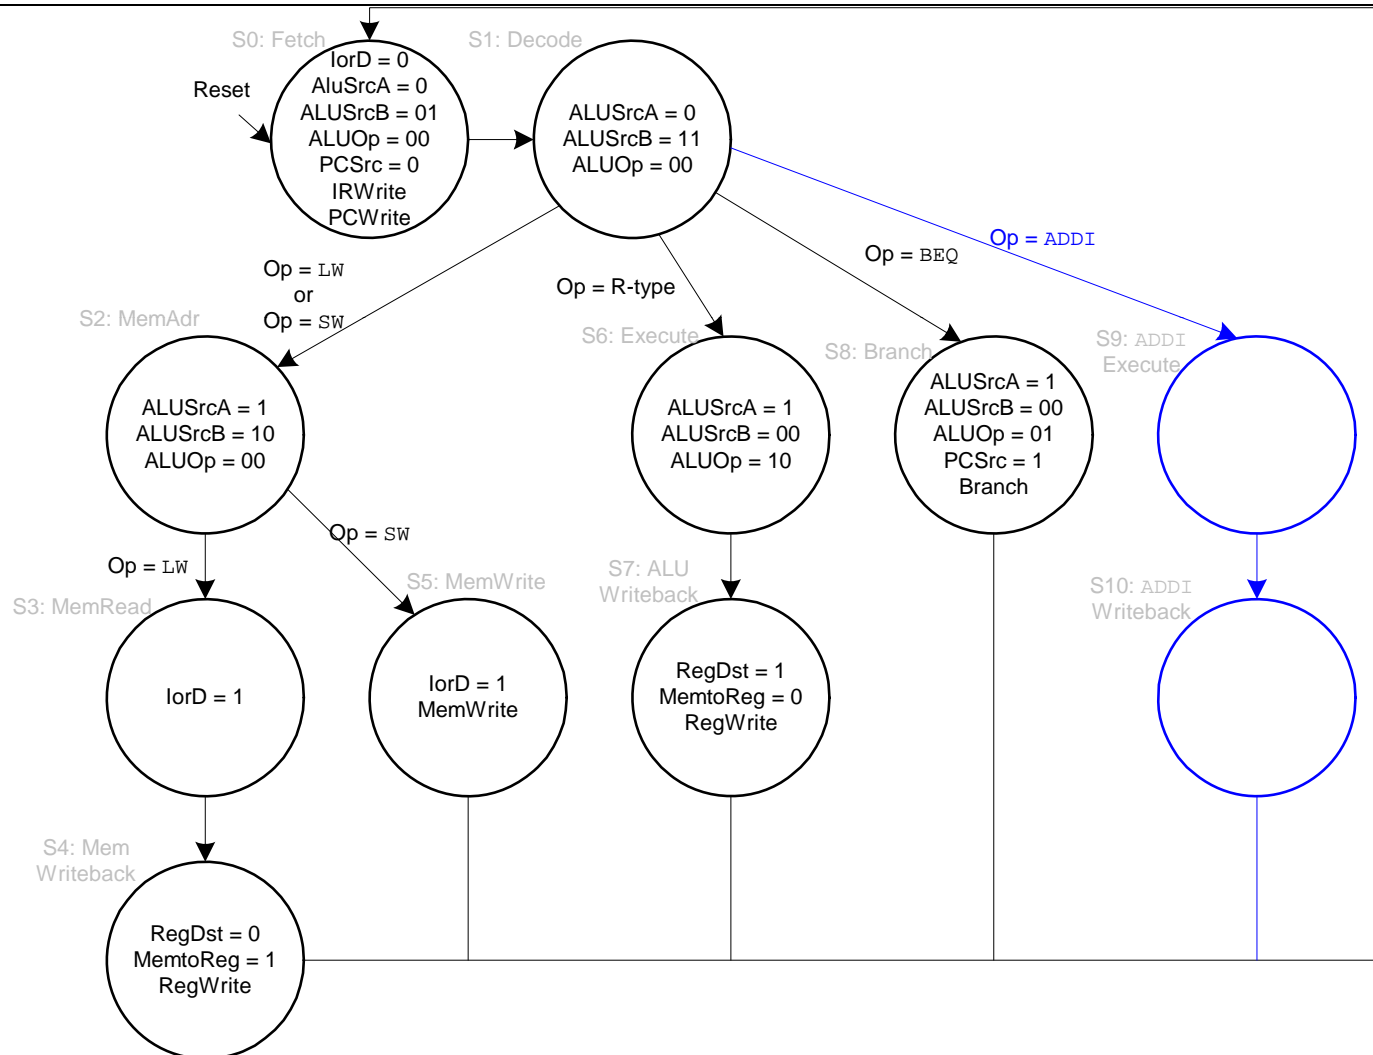 S0: Fetch
IorD = 0
AluSrcA = 0
ALUSrcB = 01
ALUOp = 00
PCSrc = 0
IRWrite
PCWrite
Reset
S1: Decode
ALUSrcA = 0
ALUSrcB = 11
ALUOp = 00
Op = LW
or
Op = SW
Op = R-type
Op = BEQ
Op = ADDI
S2: MemAdr
ALUSrcA = 1
ALUSrcB = 10
ALUOp = 00
S6: Execute
ALUSrcA = 1
ALUSrcB = 00
ALUOp = 10
S8: Branch
ALUSrcA = 1
ALUSrcB = 00
ALUOp = 01
PCSrc = 1
Branch
S9: ADDI
Execute
Op = LW
Op = SW
S3: MemRead
IorD = 1
S5: MemWrite
IorD = 1
MemWrite
S7: ALU
Writeback
RegDst = 1
MemtoReg = 0
RegWrite
S10: ADDI
Writeback
S4: Mem
Writeback
RegDst = 0
MemtoReg = 1
RegWrite